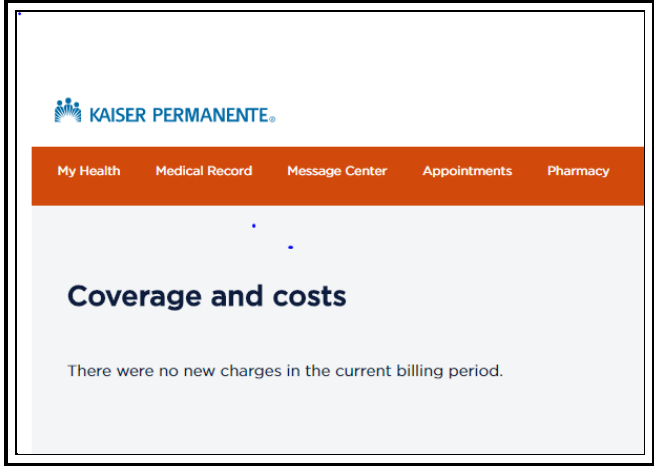 KAISER PERMANENTE®
My Health Medical Record Message Center Appointments Pharmacy
Coverage and costs
There were no new charges in the current billing period.